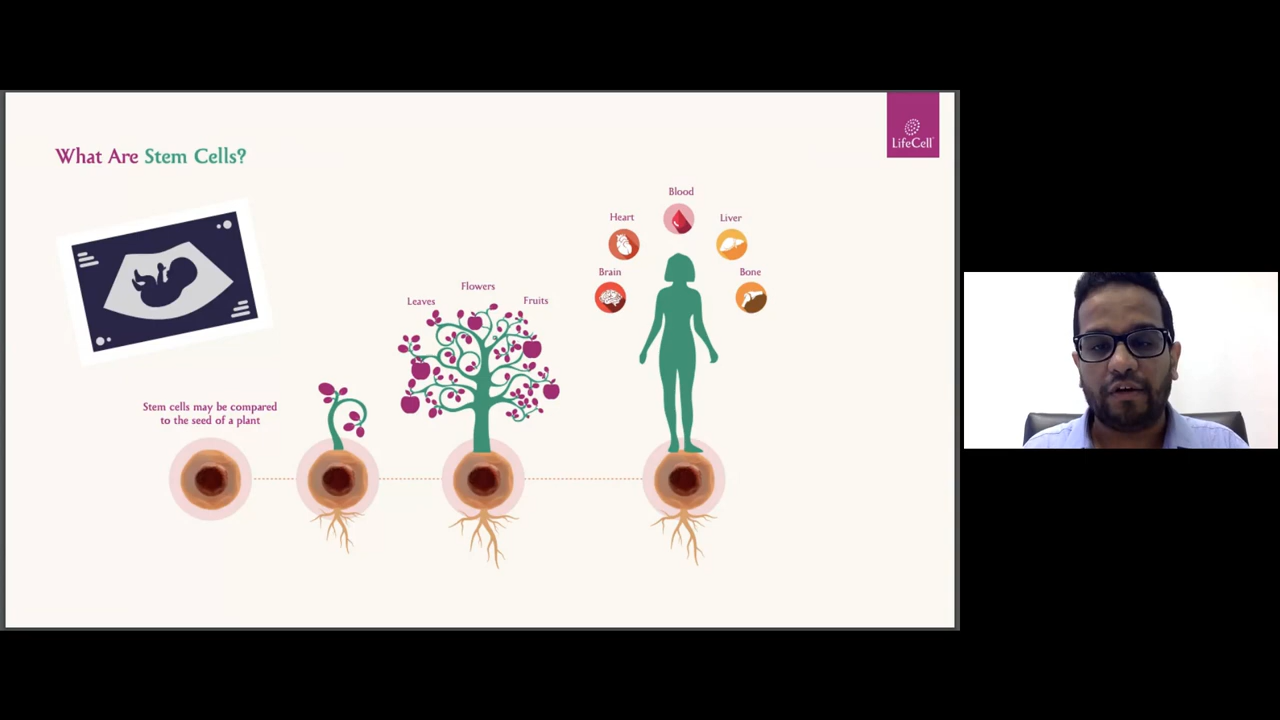 LifeCell
What Are Stem Cells?
Blood
Heart
Liver
Brain
Bone
Flowers
Leaves
Fruits
Stem cells may be compared
to the seed of a plant